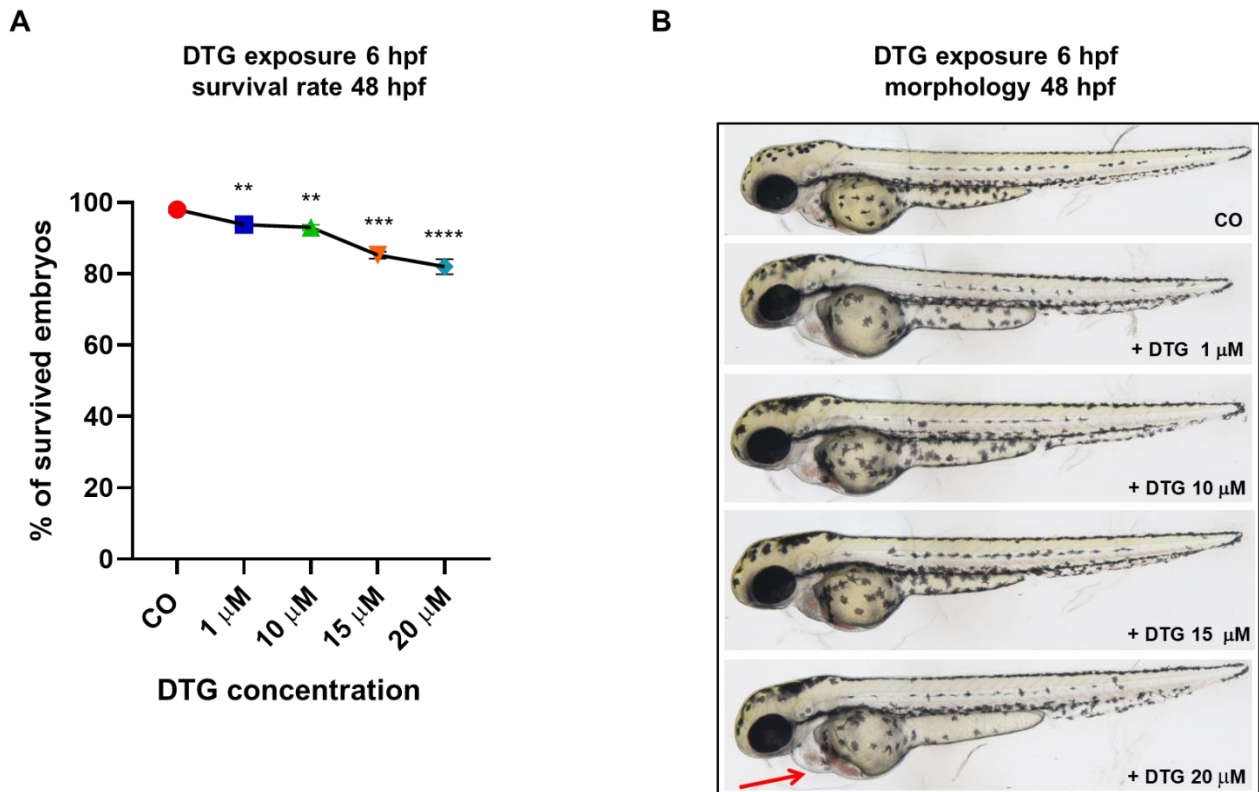 A
DTG exposure 6 hpf
survival rate 48 hpf
% of survived embryos
100
80
60
40
20
0
**
**
***
****
CO
1 μM
10 μM
15 μM
20 μM
DTG concentration
B
DTG exposure 6 hpf
morphology 48 hpf
CO
+ DTG 1 μM
+ DTG 10 μM
+ DTG 15 μM
+ DTG 20 μM